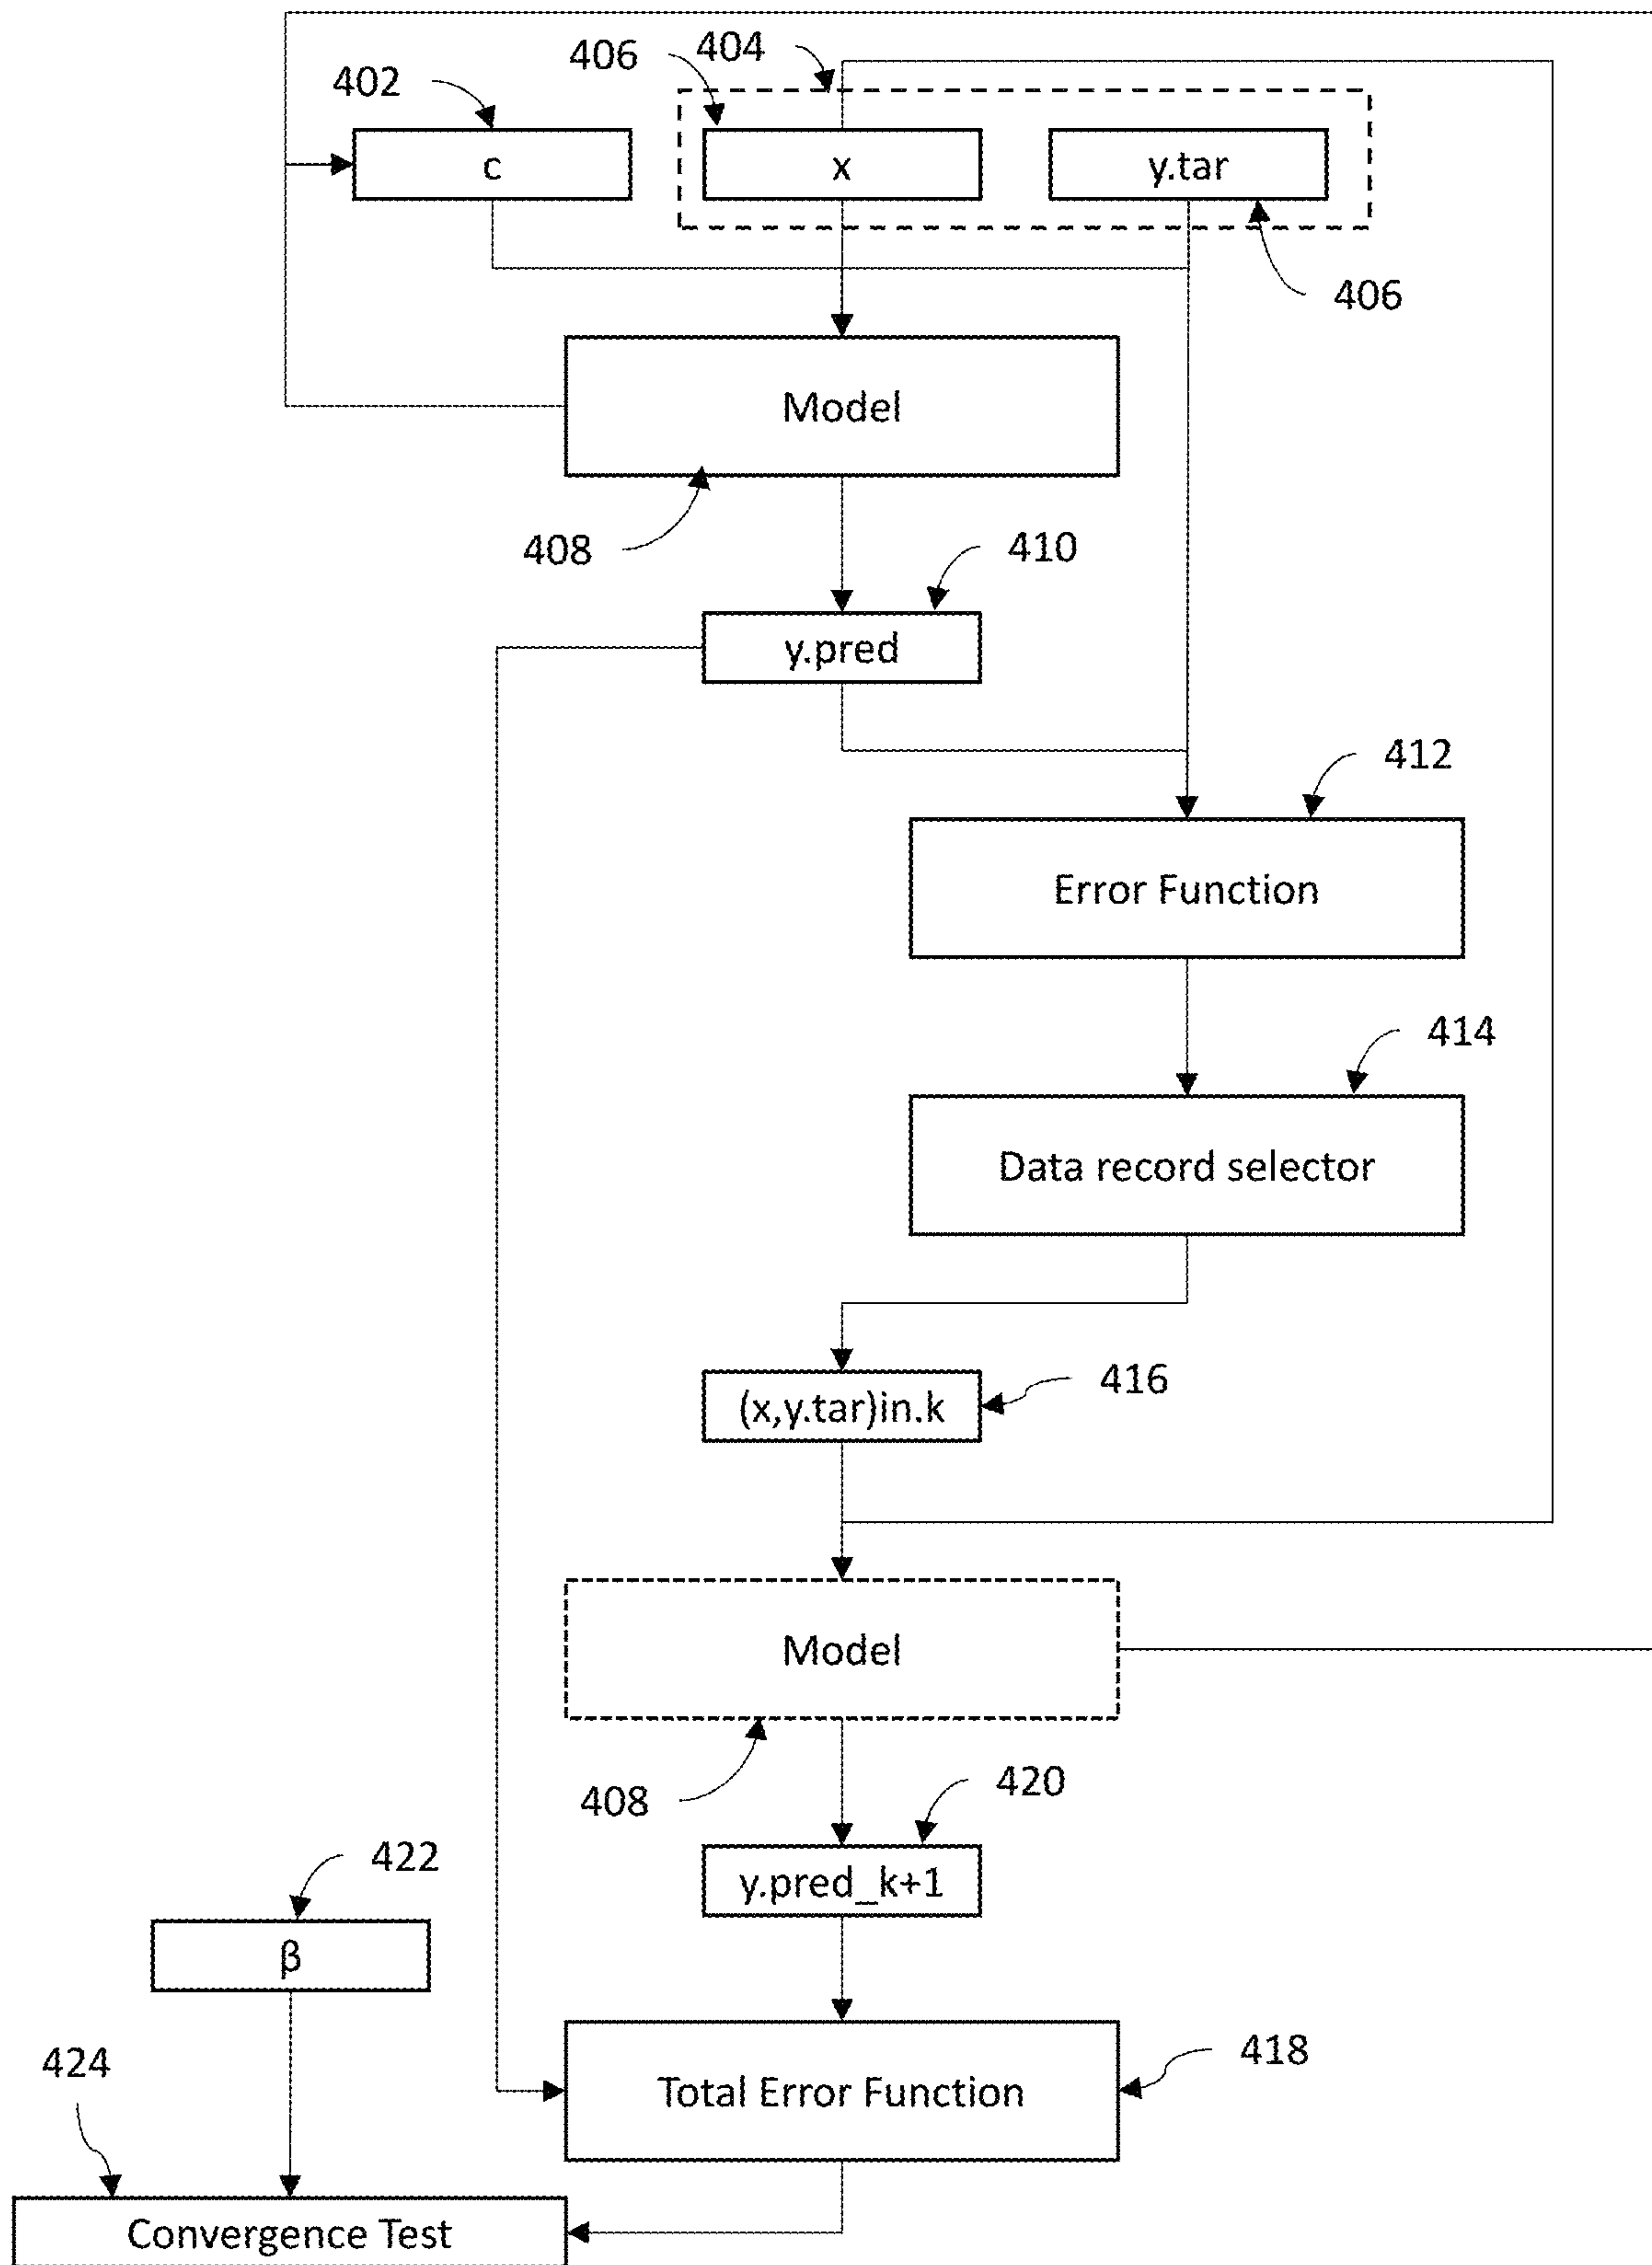 406
404
402
c
x
y.tar
406
Model
408
410
y.pred
412
Error Function
414
Data record selector
416
(x,y.tar)in.k
Model
408
420
y.pred_k+1
422
β
424
418
Total Error Function
Convergence Test